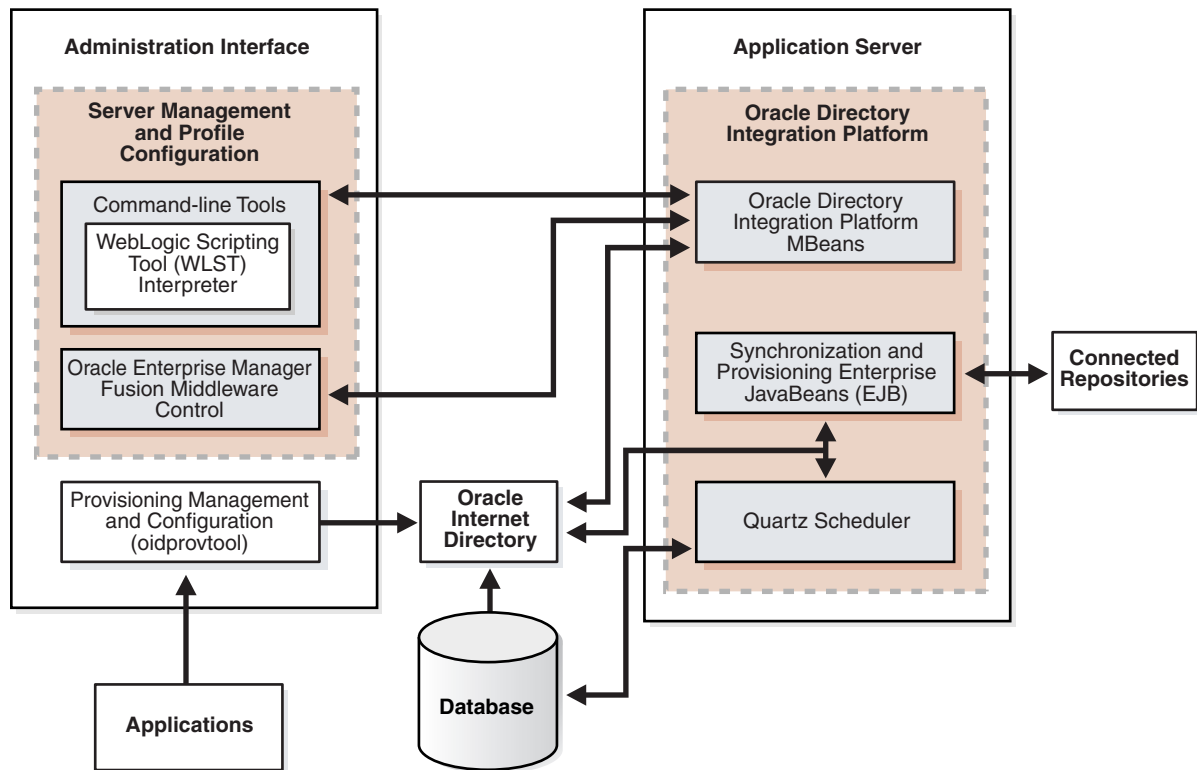 Administration Interface
Server Management
and Profile
Configuration
Command-line Tools
WebLogic Scripting
Tool (WLST)
Interpreter
Oracle Enterprise Manager
Fusion Middleware
Control
Provisioning Management
and Configuration
(oidprovtool)
Applications
Oracle
Internet
Directory
Database
Application Server
Oracle Directory
Integration Platform
Oracle Directory
Integration Platform
MBeans
Synchronization and
Provisioning Enterprise
JavaBeans (EJB)
Quartz Scheduler
Connected
Repositories